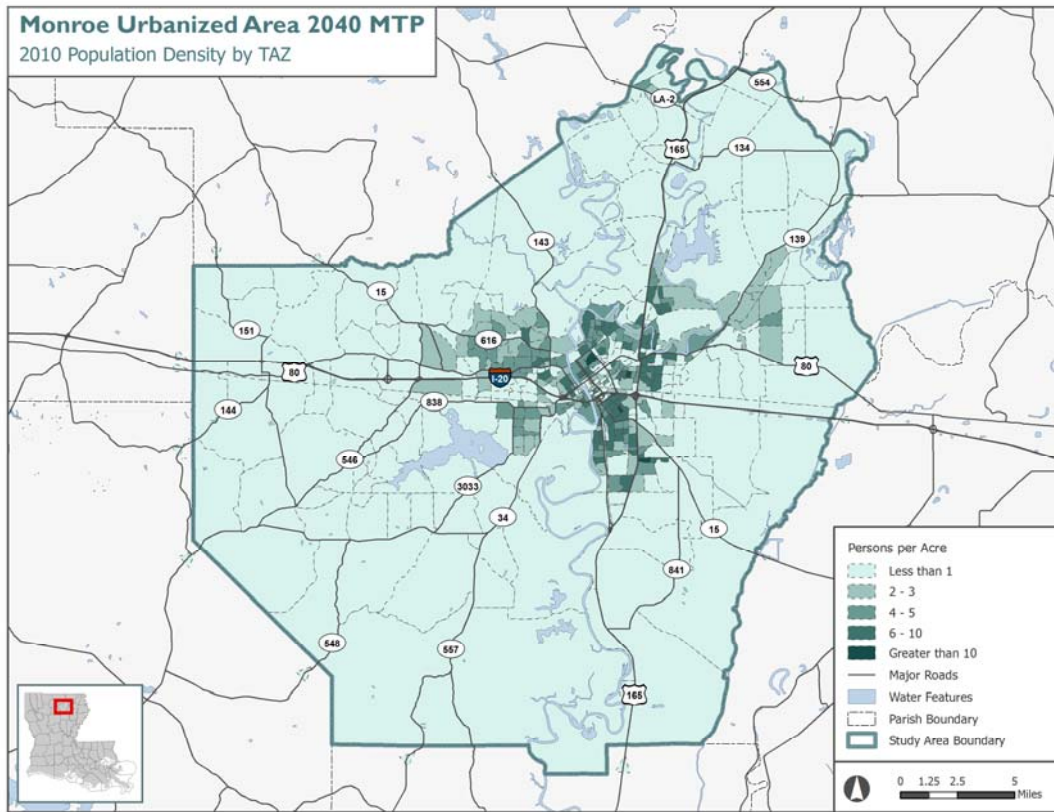 Monroe Urbanized Area 2040 MTP
2010 Population Density by TAZ
LA-2
554
165
134
143
139
15
151
616
80
I-20
80
144
838
546
3033
34
15
841
548
557
165
Persons per Acre
Less than 1
2 - 3
4 - 5
6 - 10
Greater than 10
Major Roads
Water Features
Parish Boundary
Study Area Boundary
0 1.25 2.5 5
Miles